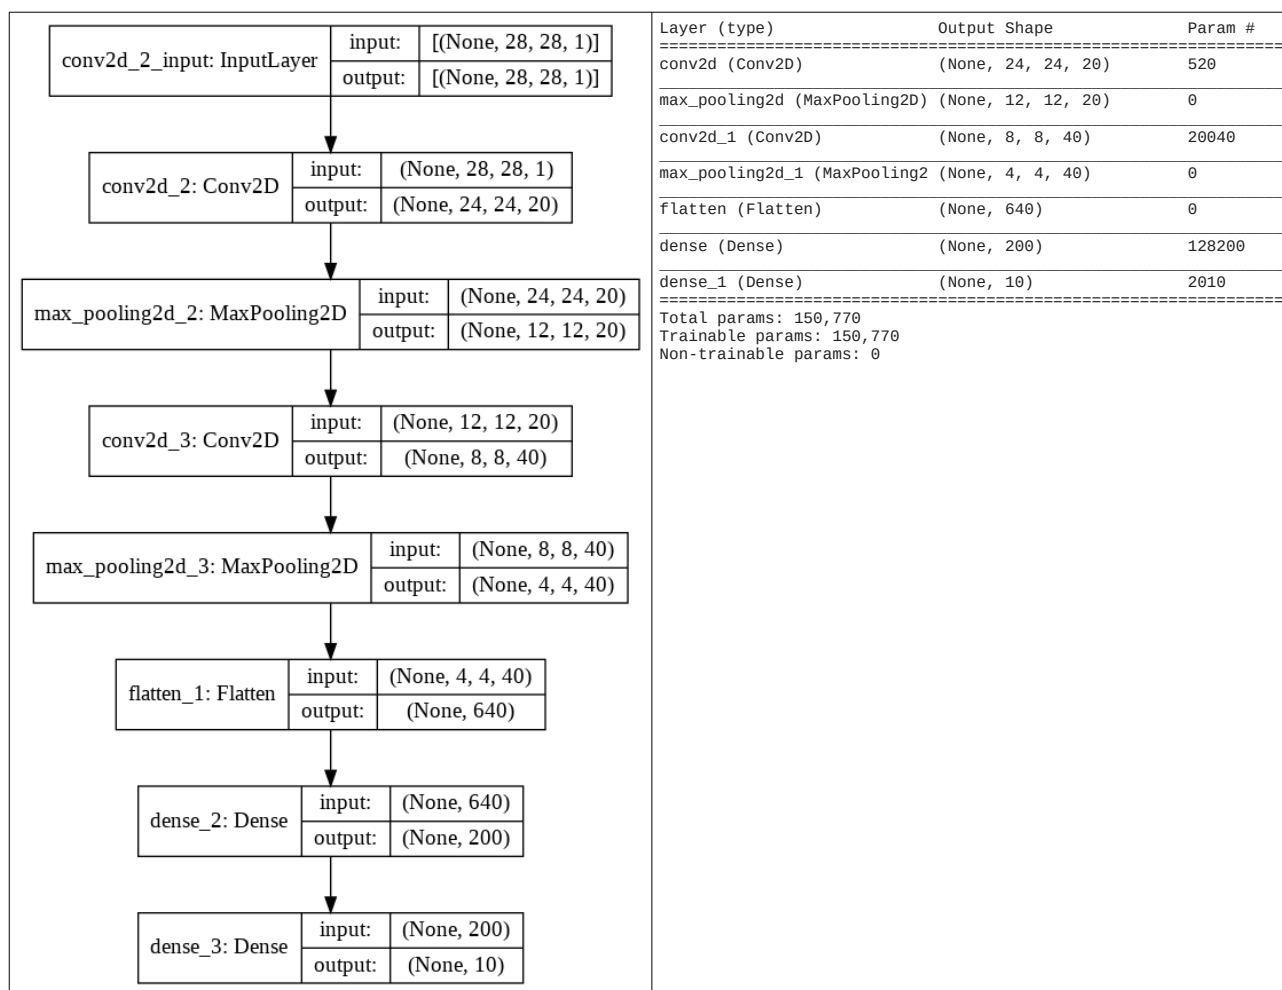 conv2d_2_input: InputLayer
input: [(None, 28, 28, 1)]
output: [(None, 28, 28, 1)]
conv2d_2: Conv2D
input: (None, 28, 28, 1)
output: (None, 24, 24, 20)
max_pooling2d_2: MaxPooling2D
input: (None, 24, 24, 20)
output: (None, 12, 12, 20)
conv2d_3: Conv2D
input: (None, 12, 12, 20)
output: (None, 8, 8, 40)
max_pooling2d_3: MaxPooling2D
input: (None, 8, 8, 40)
output: (None, 4, 4, 40)
flatten_1: Flatten
input: (None, 4, 4, 40)
output: (None, 640)
dense_2: Dense
input: (None, 640)
output: (None, 200)
dense_3: Dense
input: (None, 200)
output: (None, 10)
Layer (type) Output Shape Param #
conv2d (Conv2D) (None, 24, 24, 20) 520
max_pooling2d (MaxPooling2D) (None, 12, 12, 20) 0
conv2d_1 (Conv2D) (None, 8, 8, 40) 20040
max_pooling2d_1 (MaxPooling2 (None, 4, 4, 40) 0
flatten (Flatten) (None, 640) 0
dense (Dense) (None, 200) 128200
dense_1 (Dense) (None, 10) 2010
Total params: 150,770
Trainable params: 150,770
Non-trainable params: 0